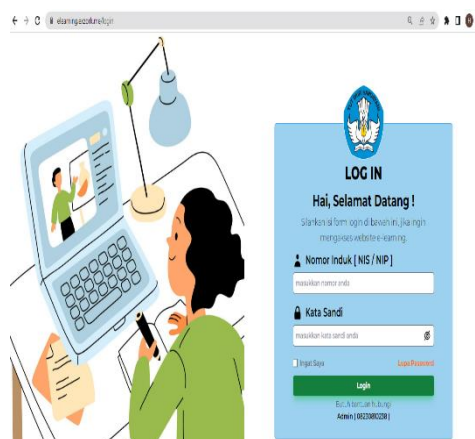 LOG IN
Hai, Selamat Datang !
Silahkan isi form login di bawah ini, jika ingin
mengakses website e-learning.
Nomor Induk [ NIS / NIP ]
masukkan nomor anda
Kata Sandi
masukkan kata sandi anda
Ingat Saya
Lupa Password
Login
Butuh bantuan hubungi